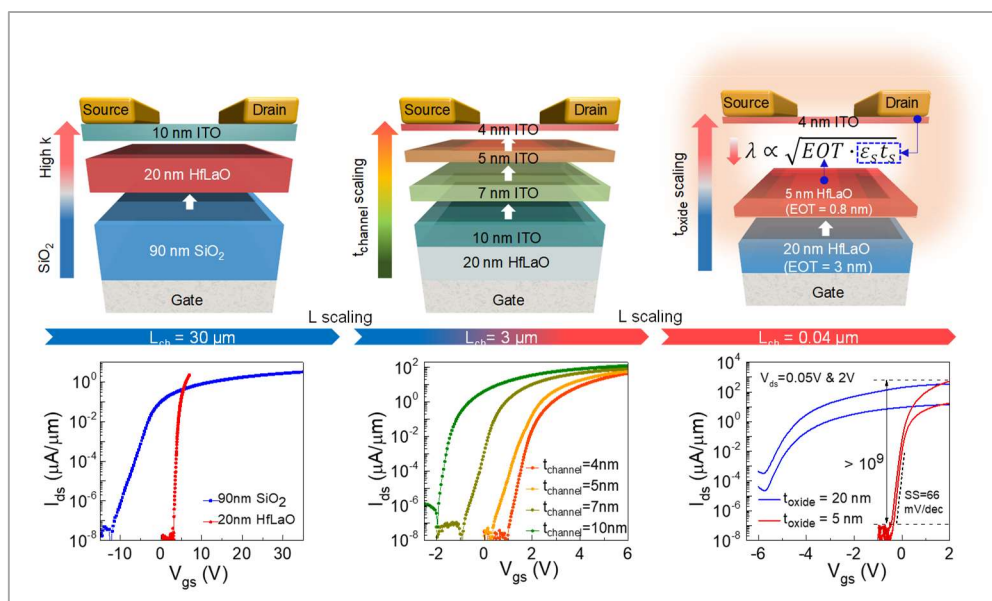 High k
SiO2
Source
Drain
10 nm ITO
20 nm HfLaO
90 nm SiO2
Gate
tchannel scaling
Source
Drain
4 nm ITO
5 nm ITO
7 nm ITO
10 nm ITO
20 nm HfLaO
Gate
toxide scaling
Source
Drain
4 nm ITO
λ ∝ √EOT · εsts
5 nm HfLaO
(EOT = 0.8 nm)
20 nm HfLaO
(EOT = 3 nm)
Gate
L scaling
L scaling
Lch = 30 µm
Lch = 3 µm
Lch = 0.04 µm
Ids (µA/µm)
10^0
10^-2
10^-4
10^-6
10^-8
90nm SiO2
20nm HfLaO
-10 0 10 20 30
Vgs (V)
Ids (µA/µm)
10^2
10^0
10^-2
10^-4
10^-6
10^-8
tchannel=4nm
tchannel=5nm
tchannel=7nm
tchannel=10nm
-2 0 2 4 6
Vgs (V)
Ids (µA/µm)
10^4
10^2
10^0
10^-2
10^-4
10^-6
10^-8
Vds=0.05V & 2V
> 10^9
SS=66
mV/dec
toxide = 20 nm
toxide = 5 nm
-6 -4 -2 0 2
Vgs (V)